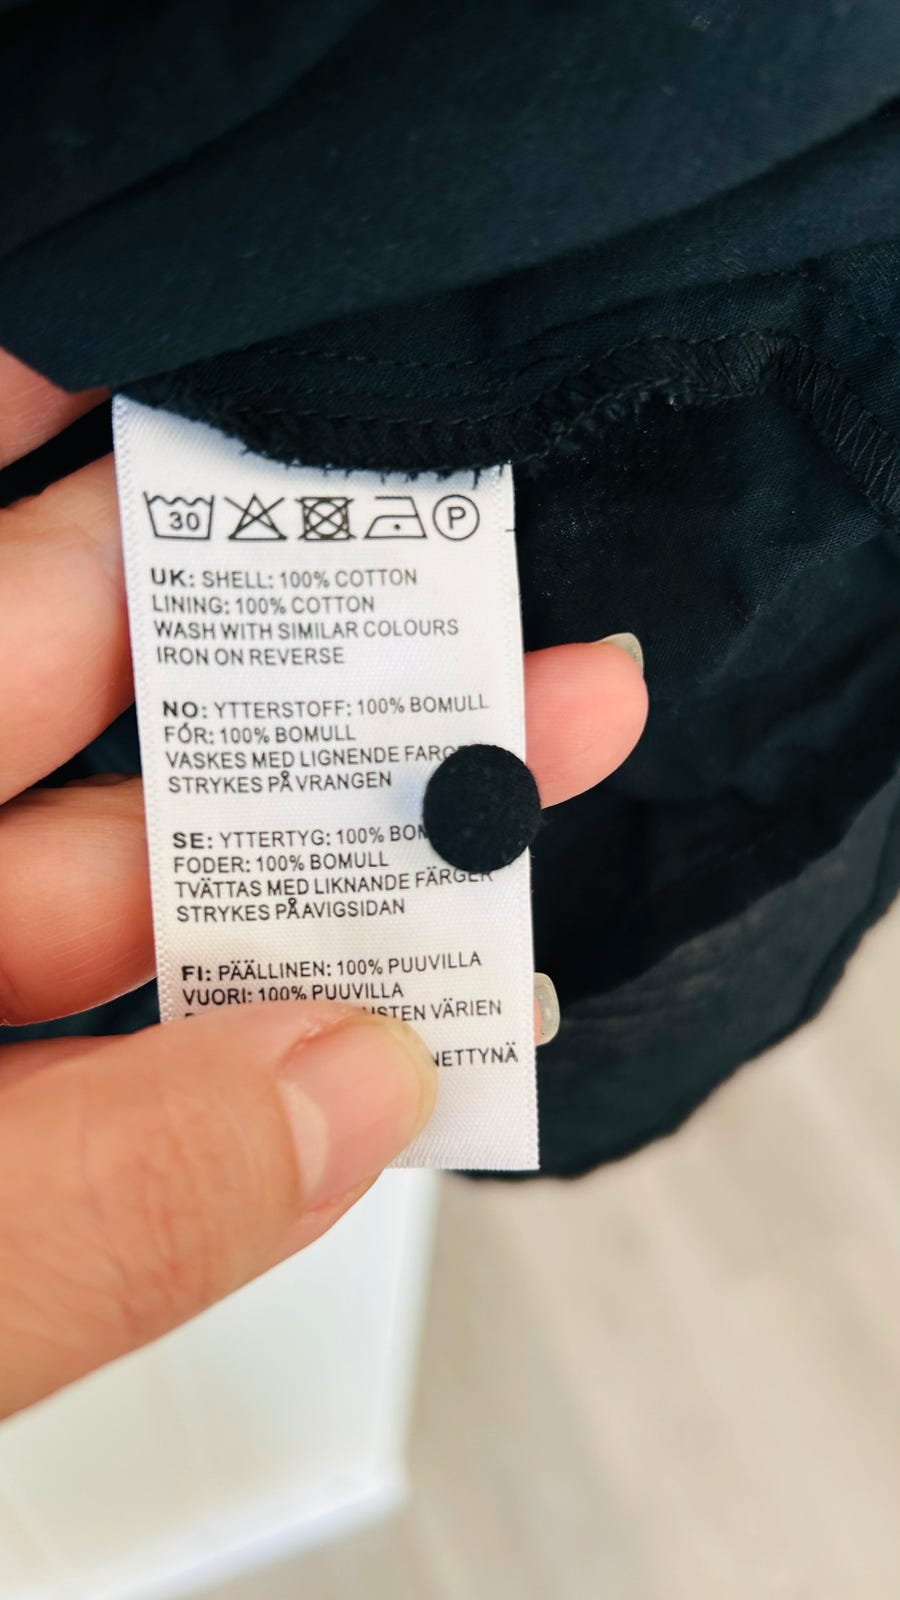 30 P
UK: SHELL: 100% COTTON
LINING: 100% COTTON
WASH WITH SIMILAR COLOURS
IRON ON REVERSE
NO: YTTERSTOFF: 100% BOMULL
FÓR: 100% BOMULL
VASKES MED LIGNENDE
STRYKES PÅ VRANGEN
SE: YTTERTYG: 100%
FODER: 100% BOMULL
TVÄTTAS MED LIKNANDE FÄRGER
STRYKES PÅ AVIGSIDAN
FI: PÄÄLLINEN: 100% PUUVILLA
VUORI: 100% PUUVILLA
VÄRIEN